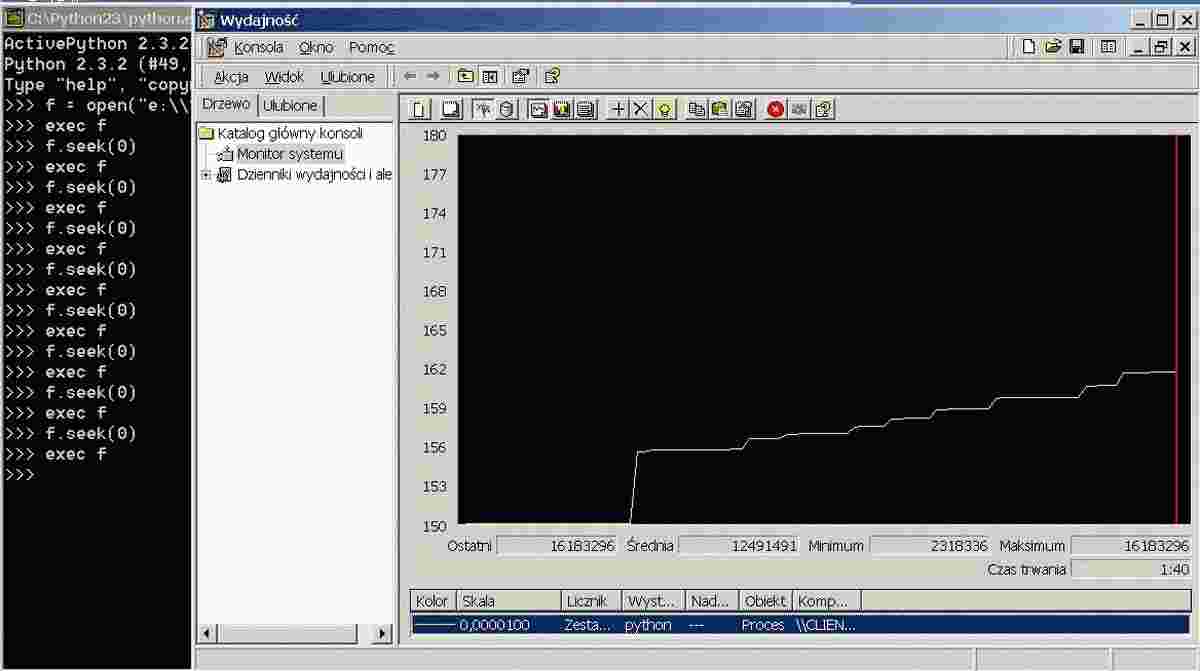 C:\Python23\python.e
ActivePython 2.3.2
Python 2.3.2 (#49,
Type "help", "copy
>>> f = open("e:\\
>>> exec f
>>> f.seek(0)
>>> exec f
>>> f.seek(0)
>>> exec f
>>> f.seek(0)
>>> exec f
>>> f.seek(0)
>>> exec f
>>> f.seek(0)
>>> exec f
>>> f.seek(0)
>>> exec f
>>> f.seek(0)
>>> exec f
>>> f.seek(0)
>>> exec f
>>>
Wydajność
Konsola Okno Pomoc
Akcja Widok Ulubione
Drzewo Ulubione
Katalog główny konsoli
Monitor systemu
Dzienniki wydajności i ale
180
177
174
171
168
165
162
159
156
153
150
Ostatni 16183296 Średnia 12491491 Minimum 2318336 Maksimum 16183296
Czas trwania 1:40
Kolor Skala Licznik Wyst... Nad... Obiekt Komp...
0,0000100 Zesta... python --- Proces \\CLIEN...